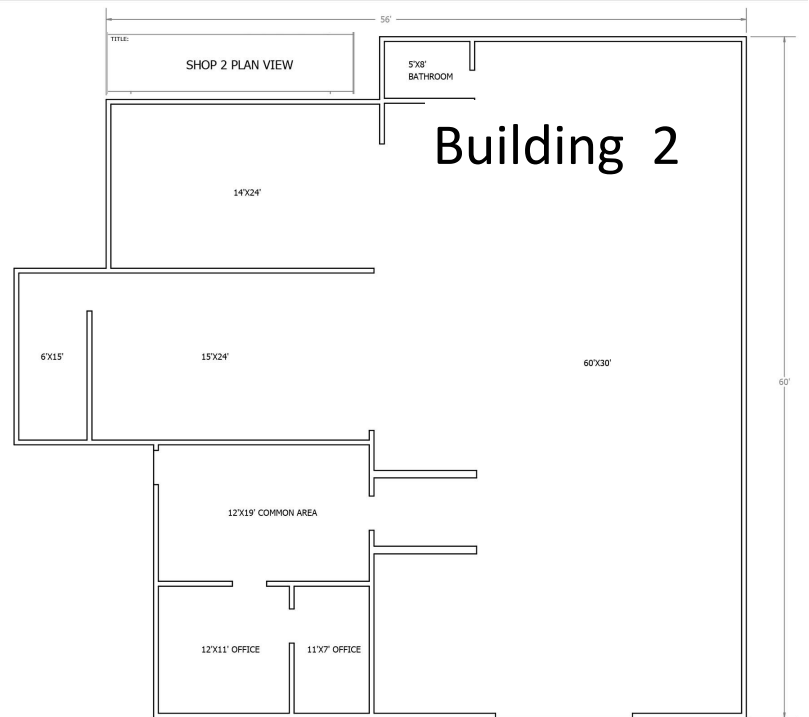 56'
TITLE:
SHOP 2 PLAN VIEW
5'X8'
BATHROOM
Building 2
14'X24'
6'X15'
15'X24'
60'X30'
60'
12'X19' COMMON AREA
12'X11' OFFICE
11'X7' OFFICE